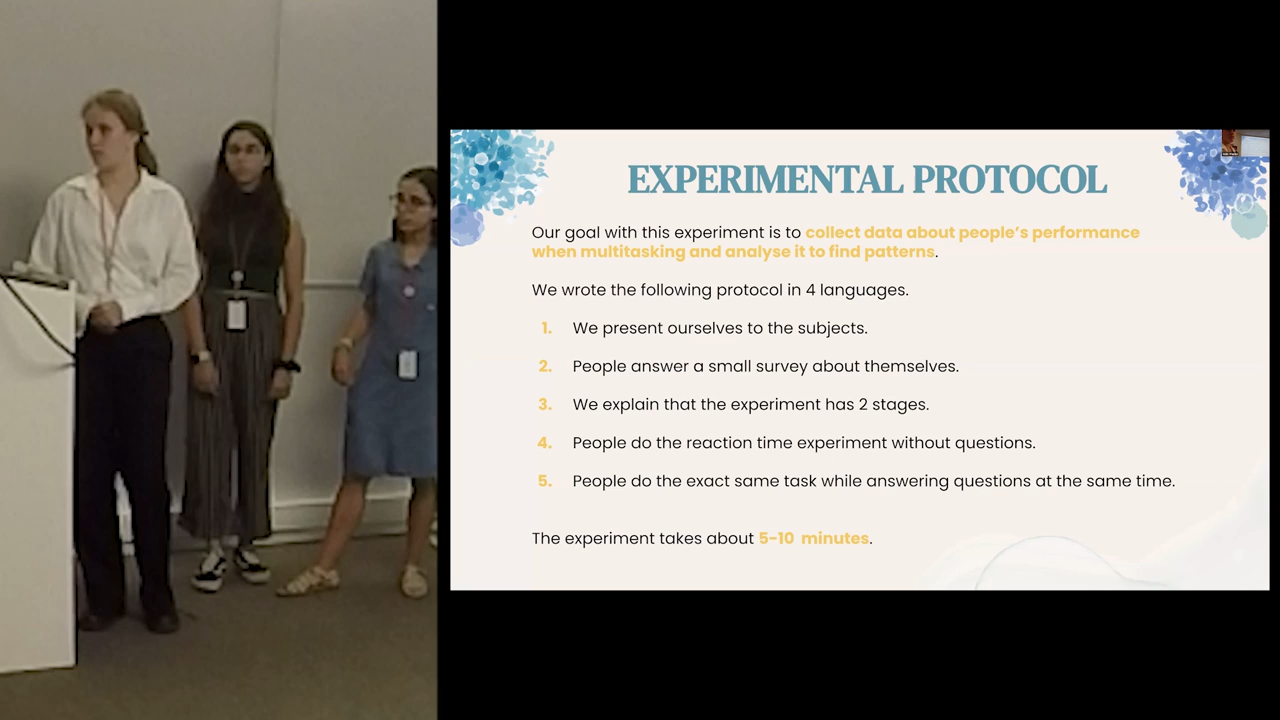 EXPERIMENTAL PROTOCOL
Our goal with this experiment is to collect data about people’s performance
when multitasking and analyse it to find patterns.
We wrote the following protocol in 4 languages.
1. We present ourselves to the subjects.
2. People answer a small survey about themselves.
3. We explain that the experiment has 2 stages.
4. People do the reaction time experiment without questions.
5. People do the exact same task while answering questions at the same time.
The experiment takes about 5-10 minutes.